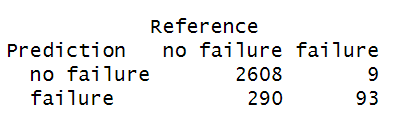 Reference
Prediction no failure failure
no failure 2608 9
failure 290 93